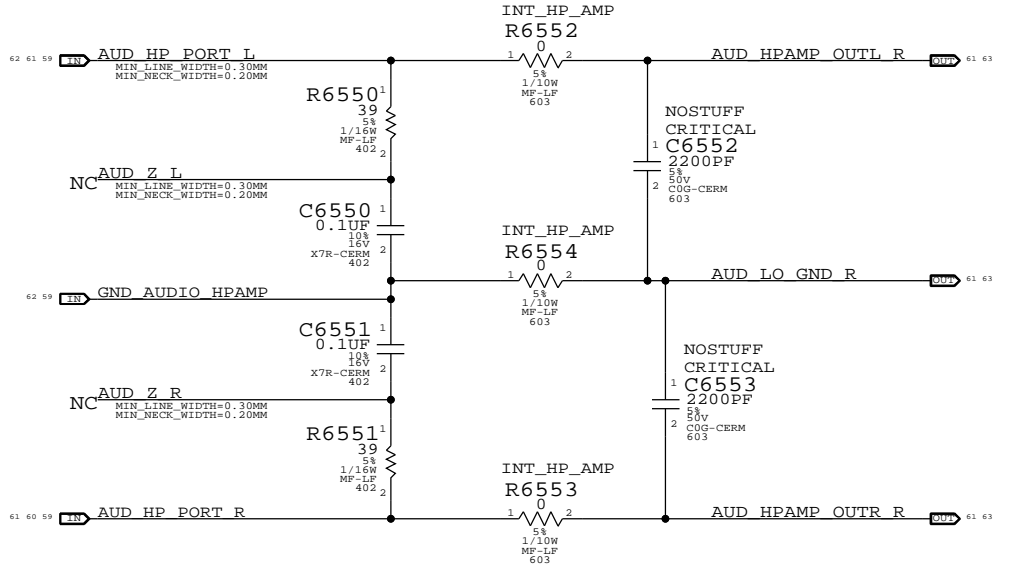 INT_HP_AMP
R6552
0
62 61 59 IN AUD_HP_PORT_L 1 2 AUD_HPAMP_OUTL_R OUT 61 63
MIN_LINE_WIDTH=0.30MM
MIN_NECK_WIDTH=0.20MM
5%
1/10W
MF-LF
603
R6550 1
39
5%
1/16W
MF-LF
402 2
NOSTUFF
CRITICAL
1 C6552
2200PF
5%
2 50V
C0G-CERM
603
NC AUD_Z_L
MIN_LINE_WIDTH=0.30MM
MIN_NECK_WIDTH=0.20MM
C6550 1
0.1UF
10%
16V 2
X7R-CERM
402
INT_HP_AMP
R6554
0
1 2 AUD_LO_GND_R OUT 61 63
5%
1/10W
MF-LF
603
62 59 IN GND_AUDIO_HPAMP
C6551 1
0.1UF
10%
16V
X7R-CERM 2
402
NOSTUFF
CRITICAL
1 C6553
2200PF
5%
50V
2 C0G-CERM
603
NC AUD_Z_R
MIN_LINE_WIDTH=0.30MM
MIN_NECK_WIDTH=0.20MM
R6551 1
39
5%
1/16W
MF-LF
402 2
INT_HP_AMP
R6553
0
61 60 59 IN AUD_HP_PORT_R 1 2 AUD_HPAMP_OUTR_R OUT 61 63
5%
1/10W
MF-LF
603